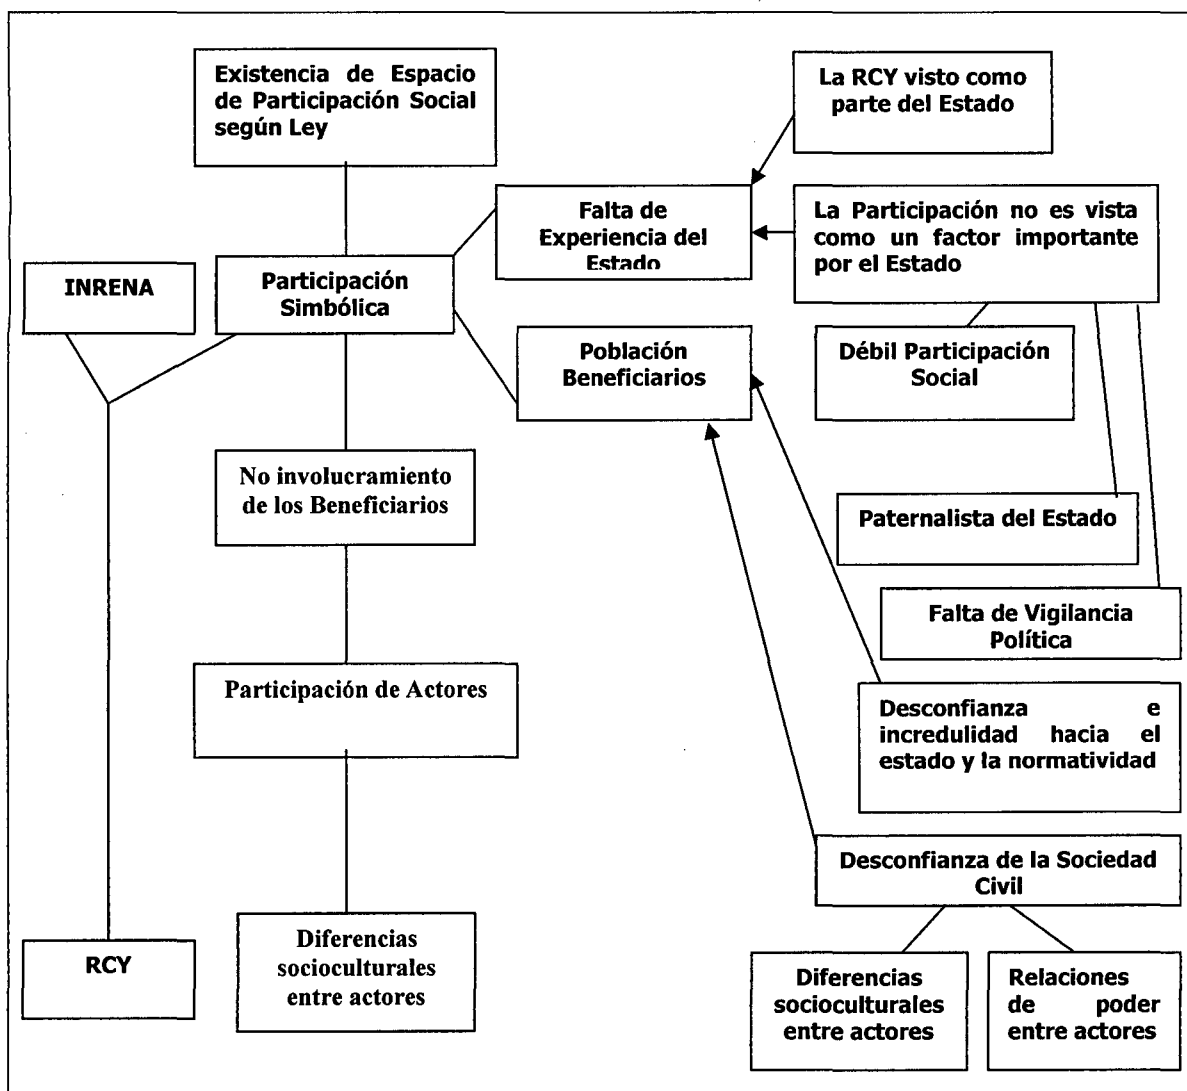 Existencia de Espacio
de Participación Social
según Ley
La RCY visto como
parte del Estado
Falta de
Experiencia del
Estado
La Participación no es vista
como un factor importante
por el Estado
INRENA
Participación
Simbólica
Población
Beneficiarios
Débil Participación
Social
No involucramiento
de los Beneficiarios
Paternalista del Estado
Falta de Vigilancia
Política
Participación de Actores
Desconfianza e
incredulidad hacia el
estado y la normatividad
Desconfianza de la Sociedad
Civil
RCY
Diferencias
socioculturales
entre actores
Diferencias
socioculturales
entre actores
Relaciones
de poder
entre actores